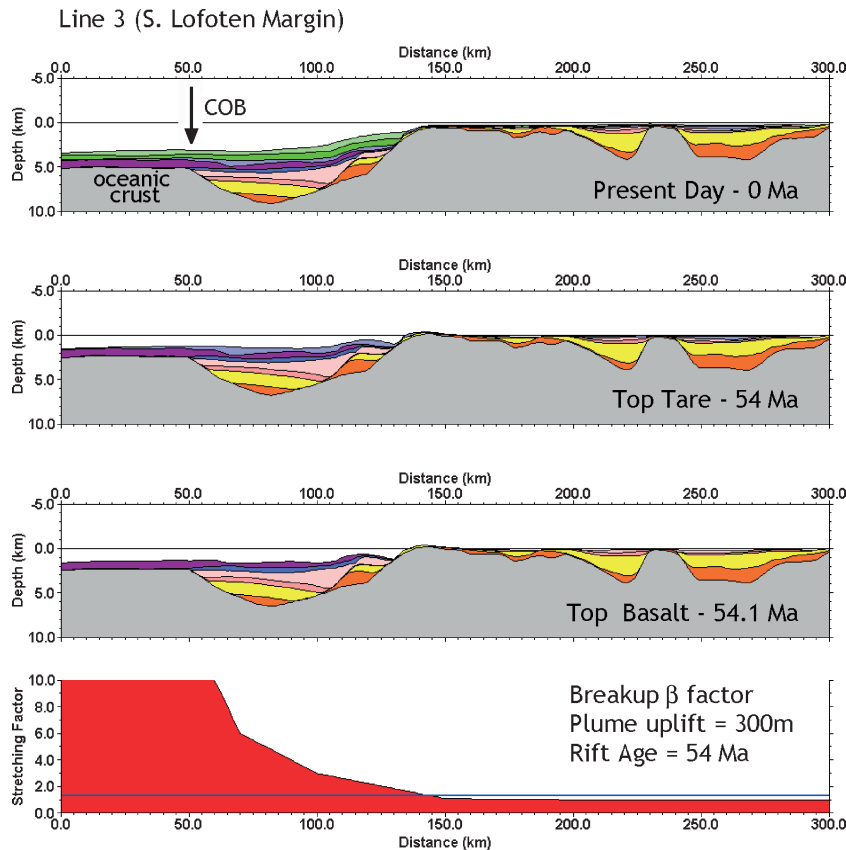 Line 3 (S. Lofoten Margin)
Distance (km)
0.0 50.0 100.0 150.0 200.0 250.0 300.0
-5.0
0.0
5.0
10.0
Depth (km)
COB
oceanic
crust
Present Day - 0 Ma
Distance (km)
0.0 50.0 100.0 150.0 200.0 250.0 300.0
-5.0
0.0
5.0
10.0
Depth (km)
Top Tare - 54 Ma
Distance (km)
0.0 50.0 100.0 150.0 200.0 250.0 300.0
-5.0
0.0
5.0
10.0
Depth (km)
Top Basalt - 54.1 Ma
10.0
8.0
6.0
4.0
2.0
0.0
Stretching Factor
Breakup β factor
Plume uplift = 300m
Rift Age = 54 Ma
0.0 50.0 100.0 150.0 200.0 250.0 300.0
Distance (km)